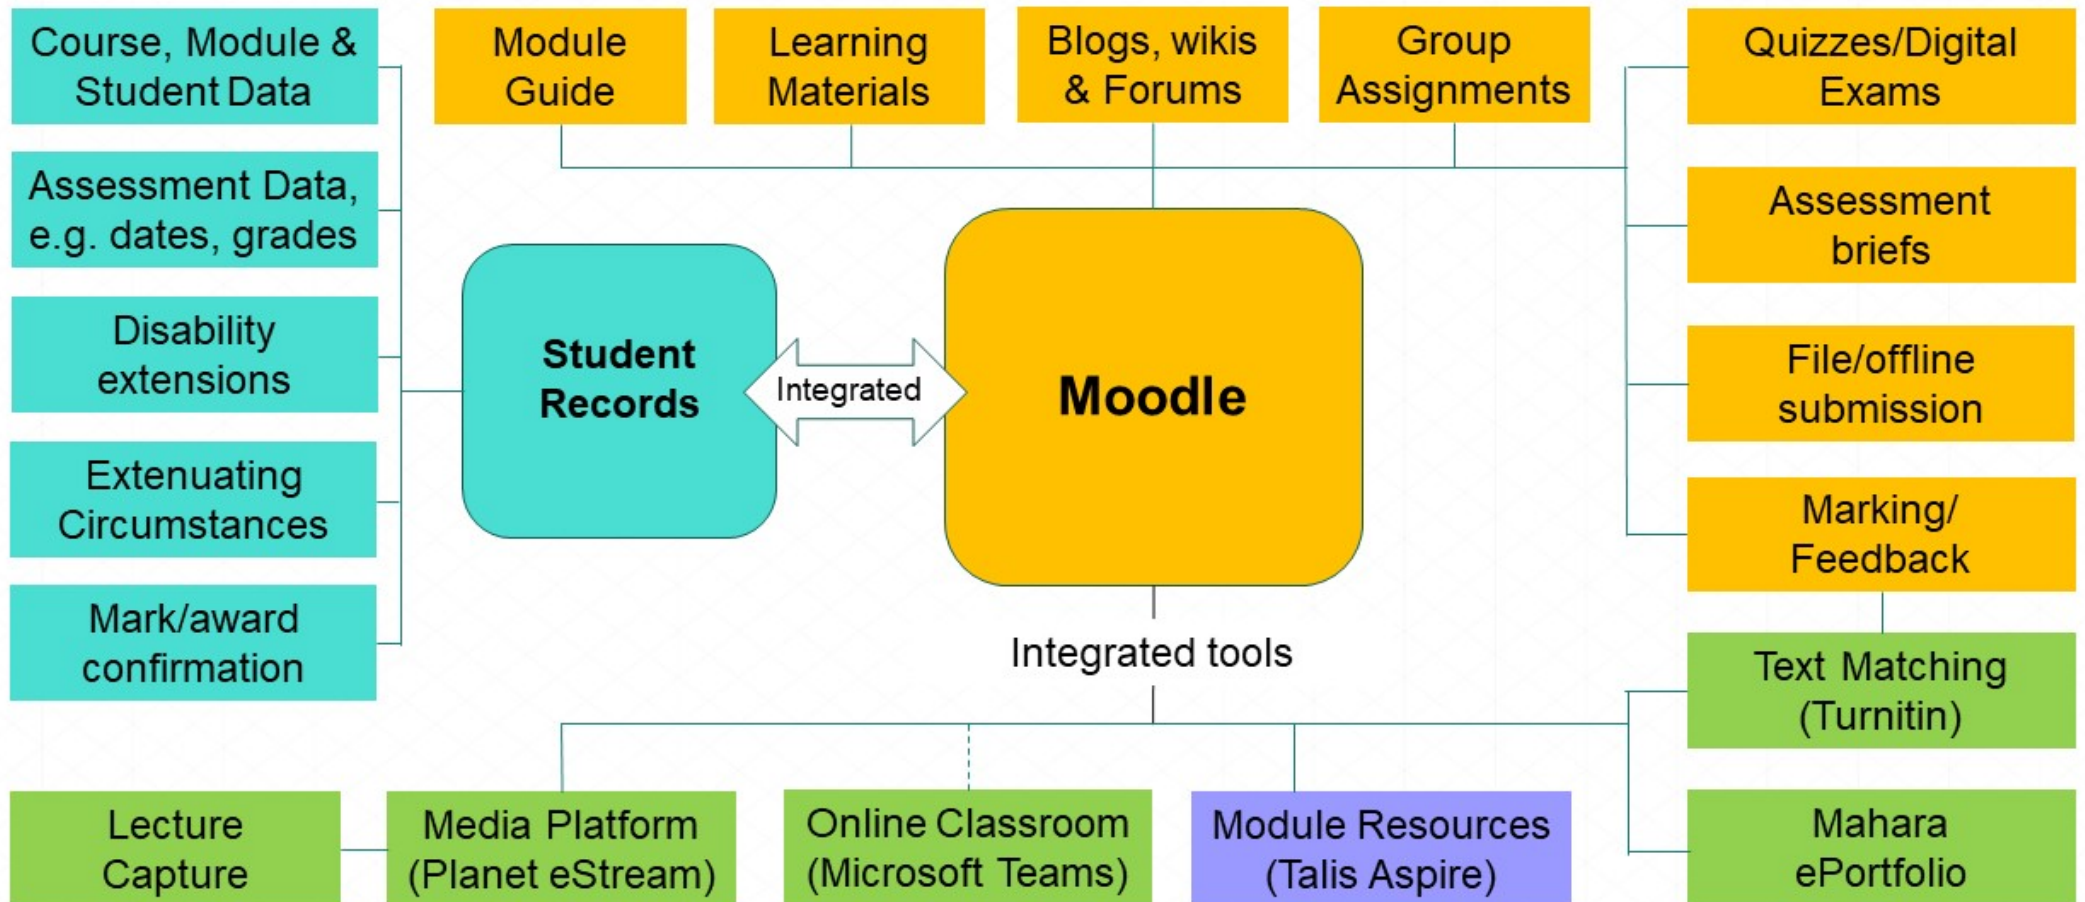 Course, Module &
Student Data
Module
Guide
Learning
Materials
Blogs, wikis
& Forums
Group
Assignments
Quizzes/Digital
Exams
Assessment Data,
e.g. dates, grades
Assessment
briefs
Disability
extensions
Student
Records
Integrated
Moodle
File/offline
submission
Extenuating
Circumstances
Marking/
Feedback
Mark/award
confirmation
Integrated tools
Text Matching
(Turnitin)
Lecture
Capture
Media Platform
(Planet eStream)
Online Classroom
(Microsoft Teams)
Module Resources
(Talis Aspire)
Mahara
ePortfolio